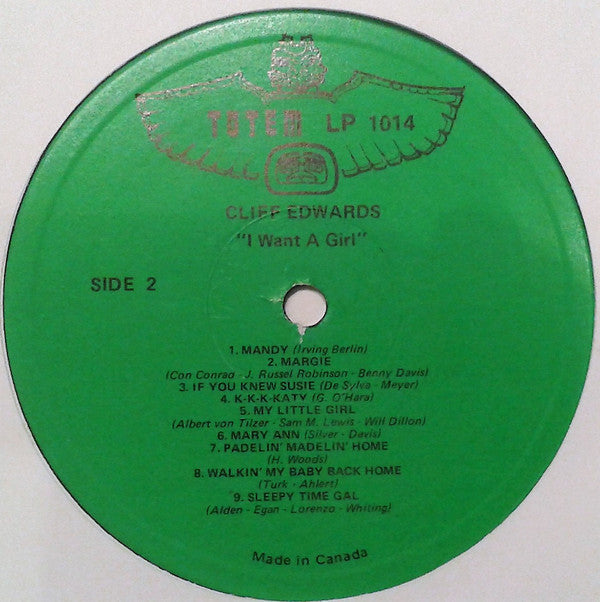 TOTEM LP 1014
CLIFF EDWARDS
"I Want A Girl"
SIDE 2
1. MANDY (Irving Berlin)
2. MARGIE
(Con Conrad - J. Russel Robinson - Benny Davis)
3. IF YOU KNEW SUSIE (De Sylva - Meyer)
4. K-K-K-KATY (G. O'Hara)
5. MY LITTLE GIRL
(Albert von Tilzer - Sam M. Lewis - Will Dillon)
6. MARY ANN (Silver - Davis)
7. PADELIN' MADELIN' HOME
(H. Woods)
8. WALKIN' MY BABY BACK HOME
(Turk - Ahlert)
9. SLEEPY TIME GAL
(Alden - Egan - Lorenzo - Whiting)
Made in Canada